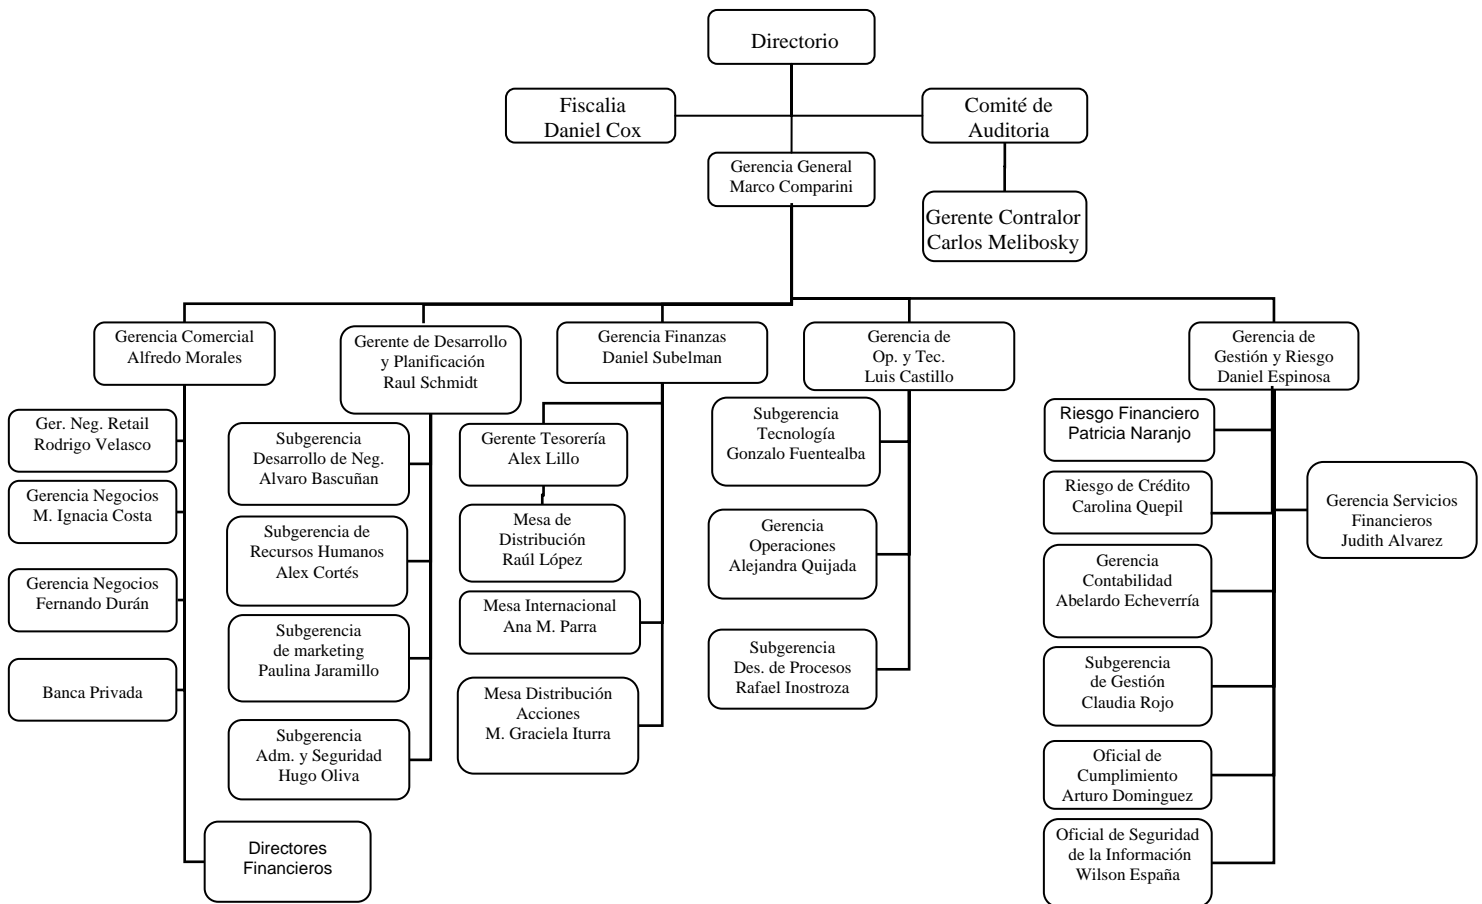 Directorio
Fiscalia
Daniel Cox
Comité de
Auditoria
Gerencia General
Marco Comparini
Gerente Contralor
Carlos Melibosky
Gerencia Comercial
Alfredo Morales
Gerente de Desarrollo
y Planificación
Raul Schmidt
Gerencia Finanzas
Daniel Subelman
Gerencia de
Op. y Tec.
Luis Castillo
Gerencia de
Gestión y Riesgo
Daniel Espinosa
Ger. Neg. Retail
Rodrigo Velasco
Gerencia Negocios
M. Ignacia Costa
Gerencia Negocios
Fernando Durán
Banca Privada
Directores
Financieros
Subgerencia
Desarrollo de Neg.
Alvaro Bascuñan
Subgerencia de
Recursos Humanos
Alex Cortés
Subgerencia
de marketing
Paulina Jaramillo
Subgerencia
Adm. y Seguridad
Hugo Oliva
Gerente Tesorería
Alex Lillo
Mesa de
Distribución
Raúl López
Mesa Internacional
Ana M. Parra
Mesa Distribución
Acciones
M. Graciela Iturra
Subgerencia
Tecnología
Gonzalo Fuentealba
Gerencia
Operaciones
Alejandra Quijada
Subgerencia
Des. de Procesos
Rafael Inostroza
Riesgo Financiero
Patricia Naranjo
Riesgo de Crédito
Carolina Quepil
Gerencia
Contabilidad
Abelardo Echeverría
Subgerencia
de Gestión
Claudia Rojo
Oficial de
Cumplimiento
Arturo Dominguez
Oficial de Seguridad
de la Información
Wilson España
Gerencia Servicios
Financieros
Judith Alvarez